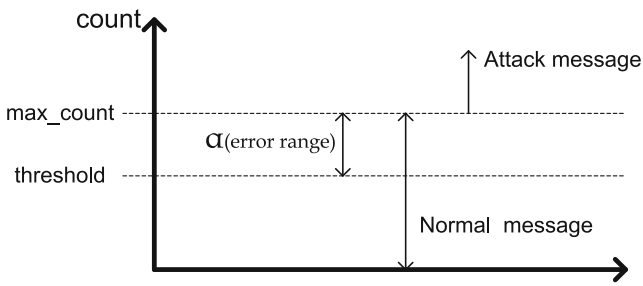 count
Attack message
max_count
α(error range)
threshold
Normal message